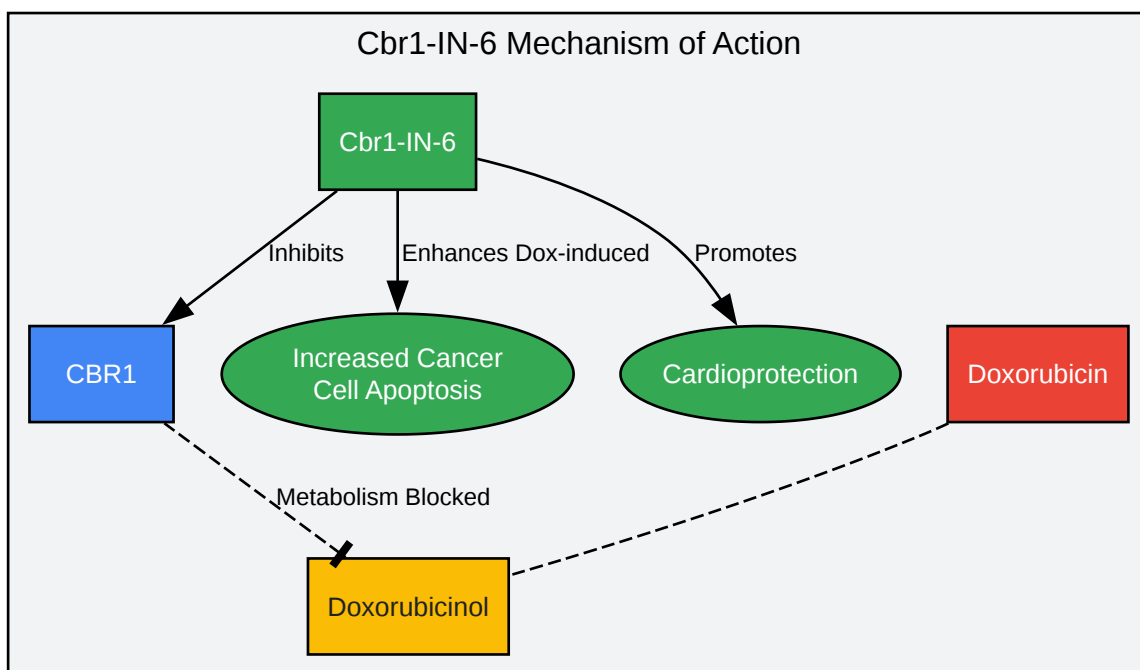 Cbr1-IN-6 Mechanism of Action
Cbr1-IN-6
Inhibits
Enhances Dox-induced
Promotes
CBR1
Increased Cancer
Cell Apoptosis
Cardioprotection
Doxorubicin
Metabolism Blocked
Doxorubicinol